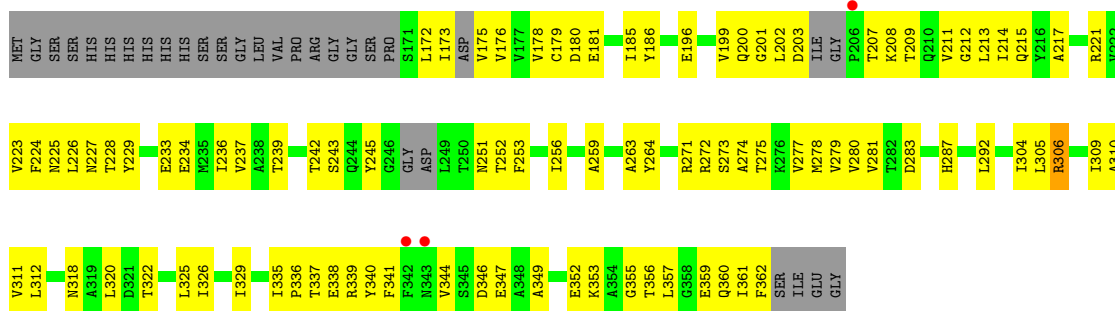 MET GLY SER SER HIS HIS HIS HIS HIS HIS SER SER GLY LEU VAL PRO ARG GLY GLY SER PRO S171 L172 I173 ASP V175 V176 V177 V178 C179 D180 E181 I185 Y186 E196 V199 Q200 G201 L202 D203 ILE GLY P206 T207 K208 T209 Q210 V211 G212 L213 I214 Q215 Y216 A217 R221 V222
V223 F224 N225 L226 N227 T228 Y229 E233 E234 M235 I236 V237 A238 T239 T242 S243 Q244 Y245 G246 GLY ASP L249 T250 N251 T252 F253 I256 A259 A263 Y264 R271 R272 S273 A274 T275 K276 V277 M278 V279 V280 V281 T282 D283 H287 L292 I304 L305 R306 I309 A310
V311 L312 N318 A319 L320 D321 T322 L325 I326 I329 I335 P336 T337 E338 R339 Y340 F341 F342 N343 V344 S345 D346 E347 A348 A349 E352 K353 A354 G355 T356 L357 G358 E359 Q360 I361 F362 SER ILE GLU GLY